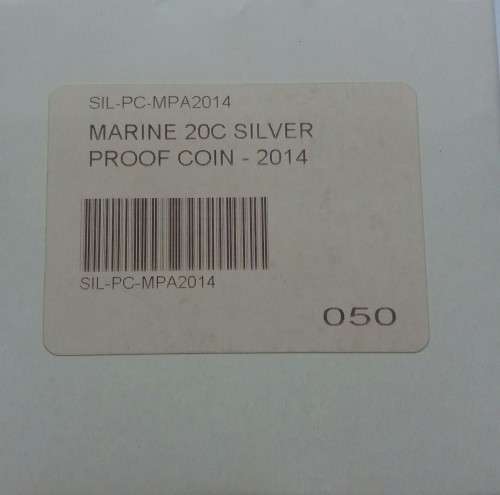 SIL-PC-MPA2014
MARINE 20C SILVER
PROOF COIN - 2014
SIL-PC-MPA2014
050